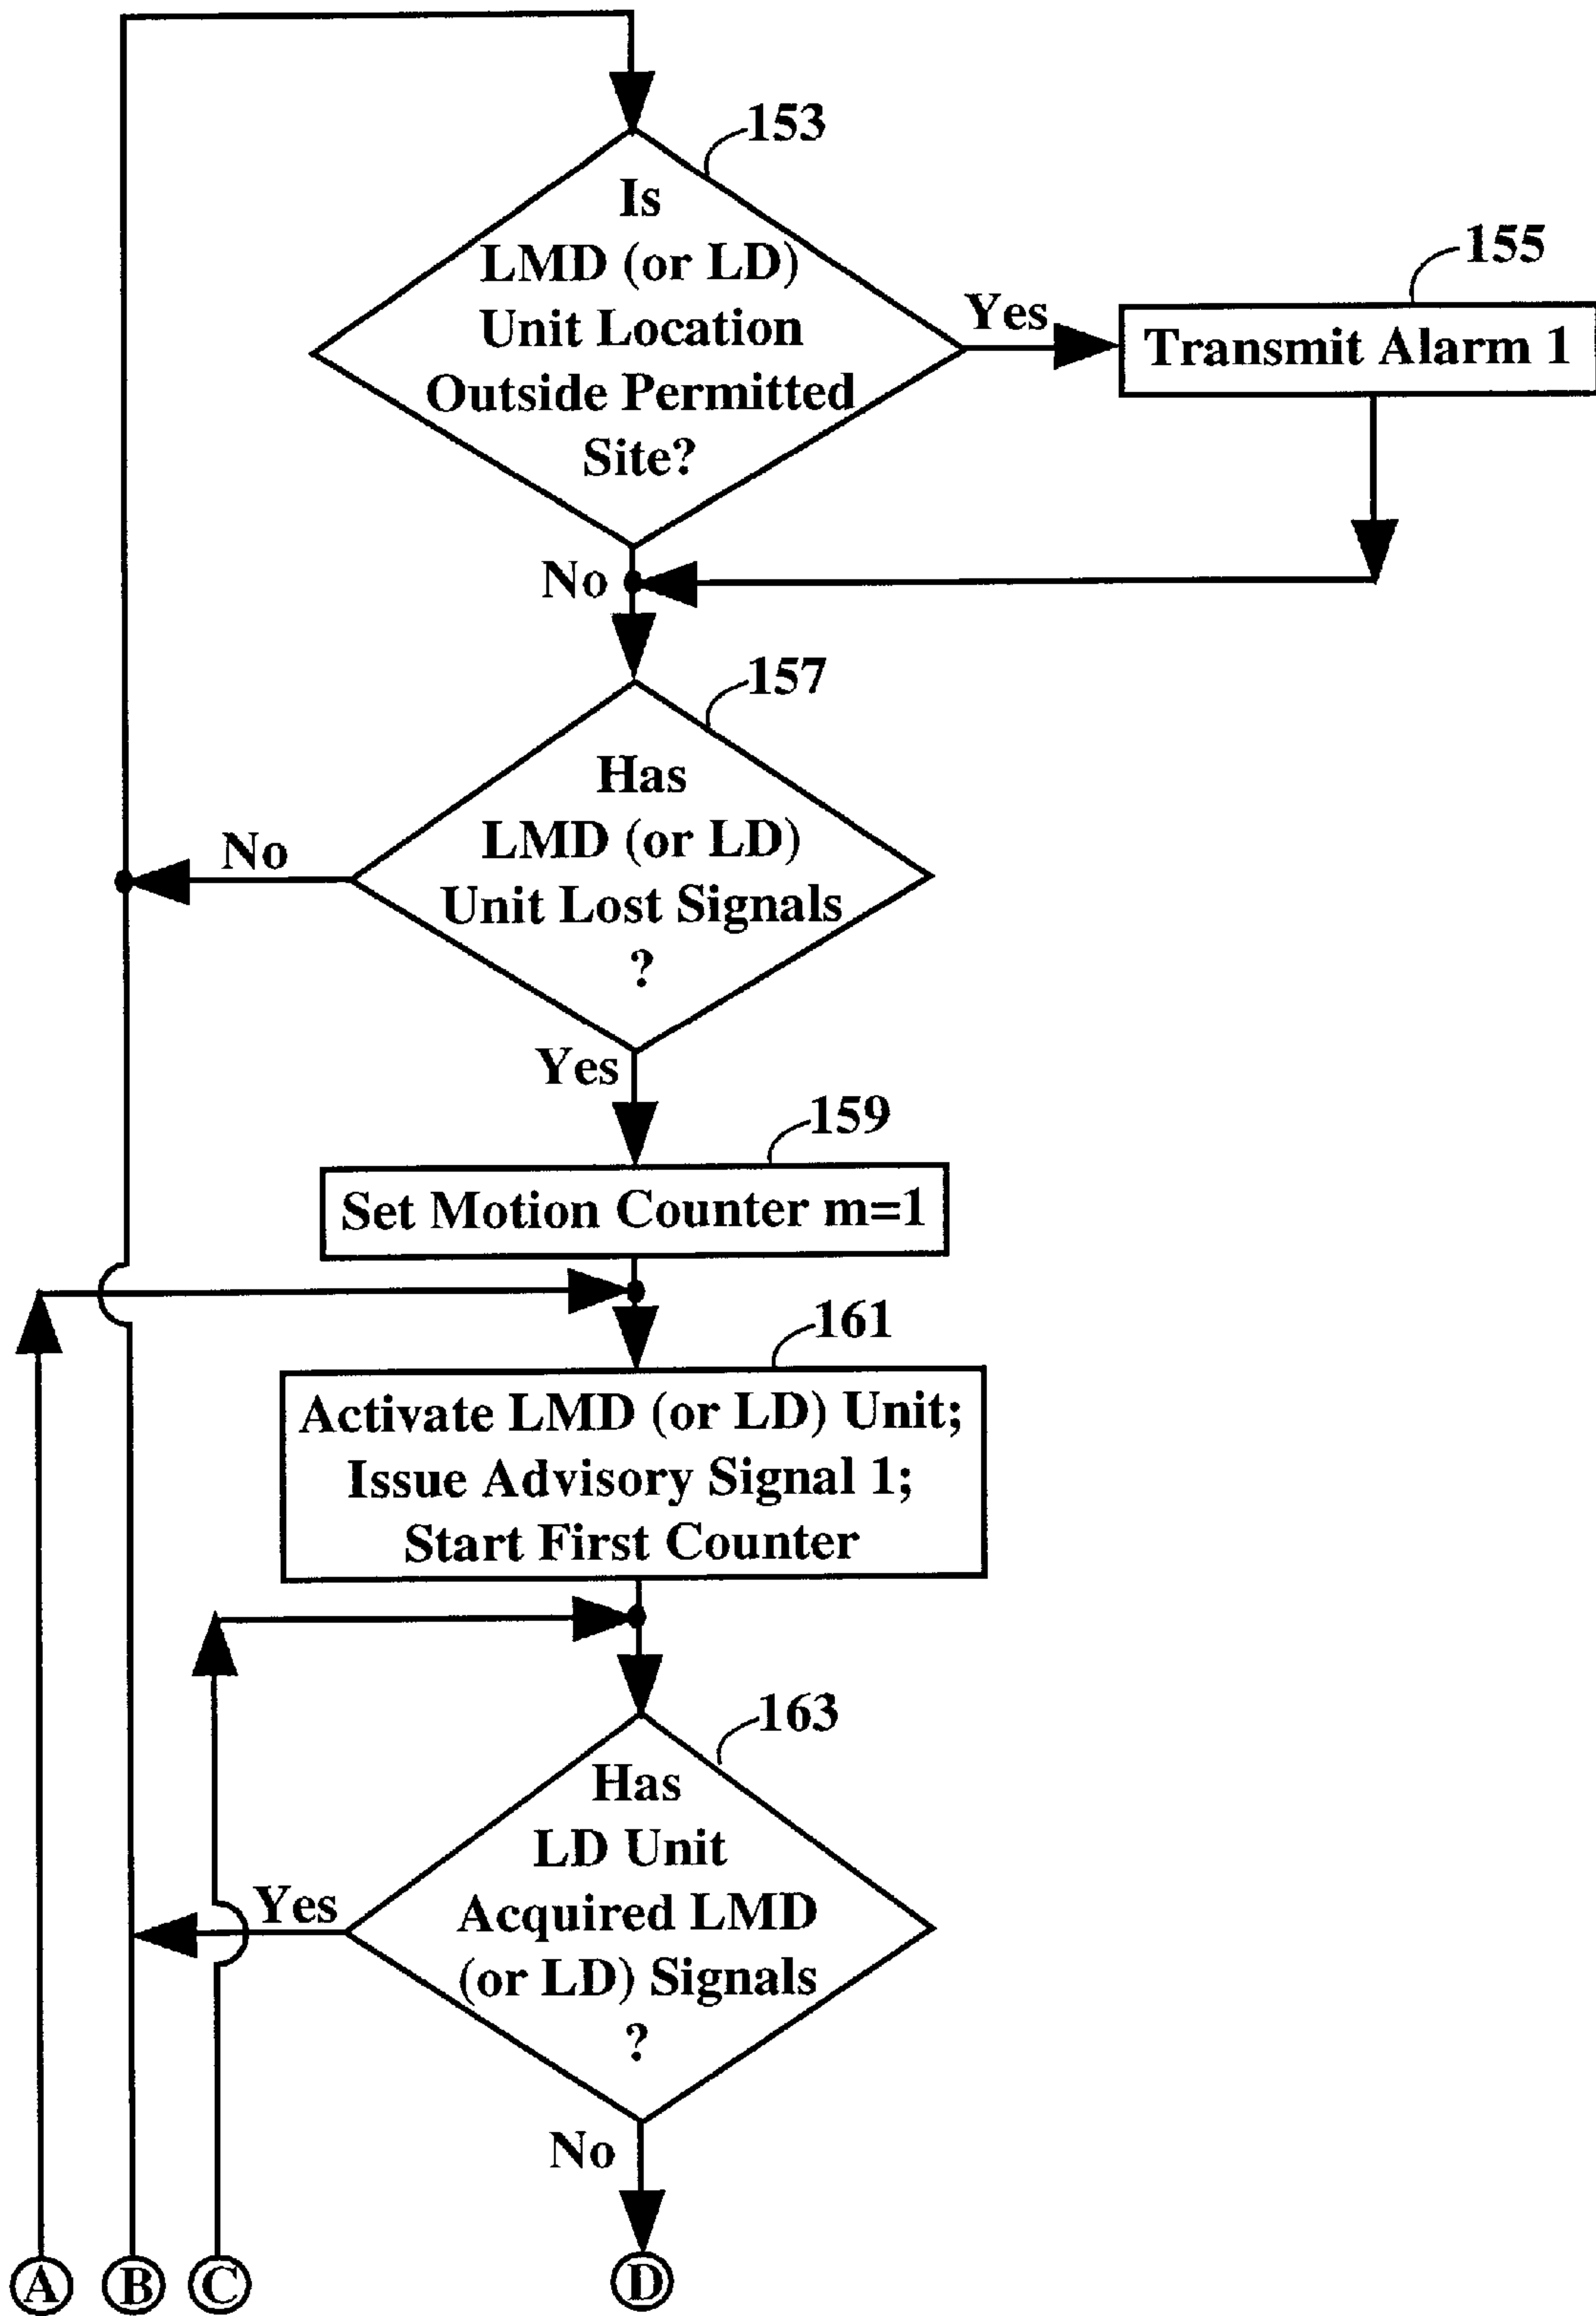 153
Is
LMD (or LD)
Unit Location
Outside Permitted
Site?
Yes
155
Transmit Alarm 1
No
157
Has
LMD (or LD)
Unit Lost Signals
?
No
Yes
159
Set Motion Counter m=1
161
Activate LMD (or LD) Unit;
Issue Advisory Signal 1;
Start First Counter
163
Has
LD Unit
Acquired LMD
(or LD) Signals
?
Yes
No
A
B
C
D